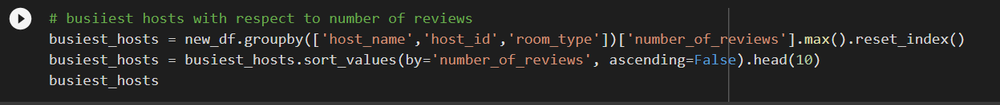 # busiiest hosts with respect to number of reviews
busiest_hosts = new_df.groupby(['host_name','host_id','room_type'])['number_of_reviews'].max().reset_index()
busiest_hosts = busiest_hosts.sort_values(by='number_of_reviews', ascending=False).head(10)
busiest_hosts